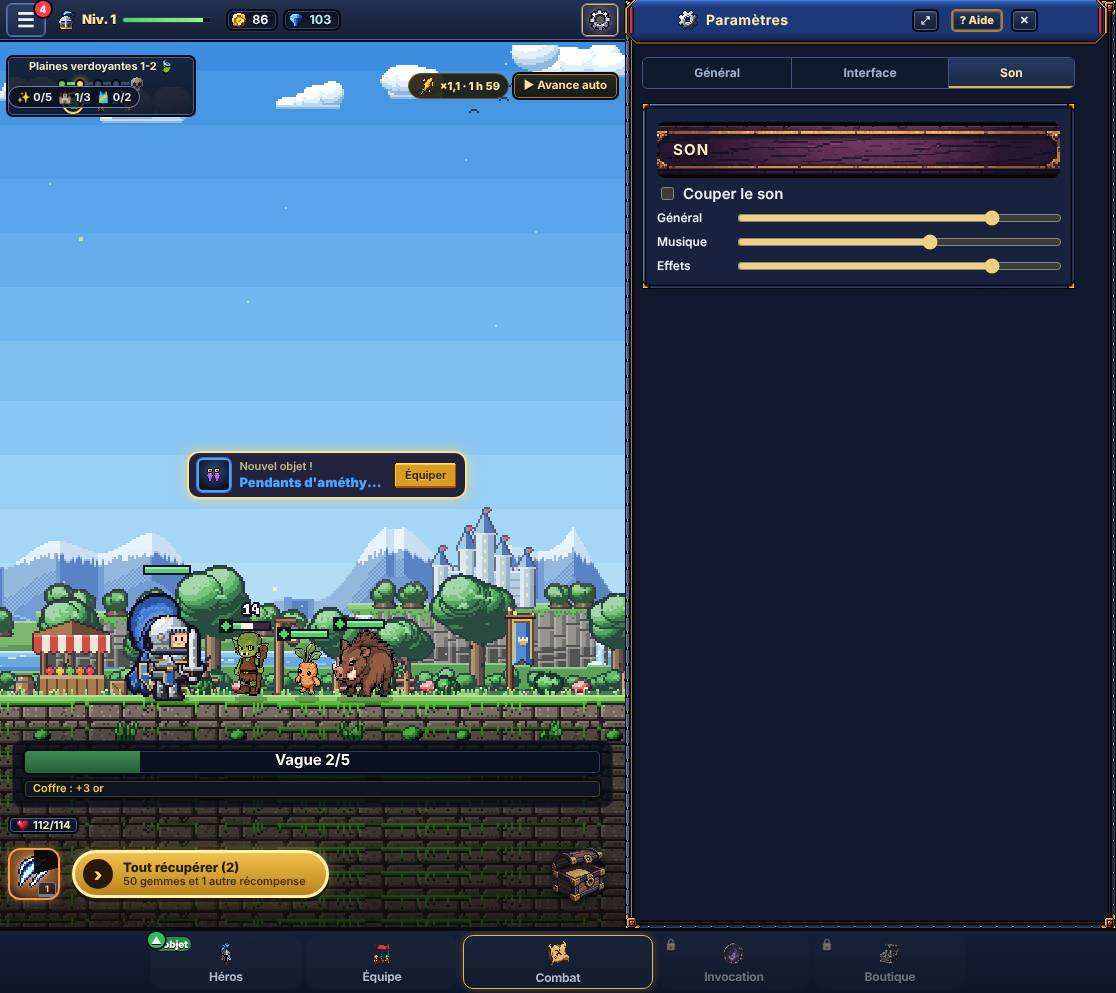 4
Niv. 1
86
103
Paramètres
? Aide
Plaines verdoyantes 1-2
0/5
1/3
0/2
×1,1 · 1 h 59
Avance auto
Général
Interface
Son
SON
Couper le son
Général
Musique
Effets
Nouvel objet !
Pendants d'améthy...
Équiper
14
Vague 2/5
Coffre : +3 or
112/114
1
Tout récupérer (2)
50 gemmes et 1 autre récompense
objet
Héros
Équipe
Combat
Invocation
Boutique